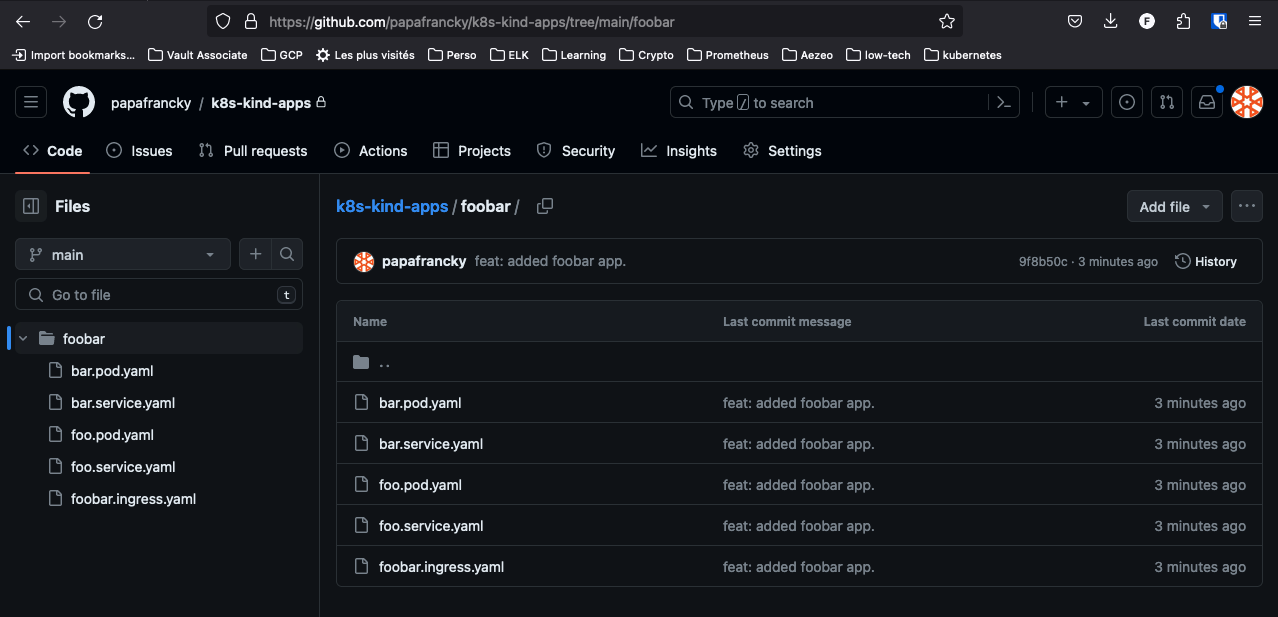 https://github.com/papafrancky/k8s-kind-apps/tree/main/foobar
F
Import bookmarks... Vault Associate GCP Les plus visités Perso ELK Learning Crypto Prometheus Aezeo low-tech kubernetes
papafrancky / k8s-kind-apps Type / to search
Code Issues Pull requests Actions Projects Security Insights Settings
Files
k8s-kind-apps / foobar /
Add file
main
papafrancky feat: added foobar app. 9f8b50c · 3 minutes ago History
Go to file t
Name Last commit message Last commit date
foobar
..
bar.pod.yaml
bar.service.yaml
foo.pod.yaml
foo.service.yaml
foobar.ingress.yaml
bar.pod.yaml feat: added foobar app. 3 minutes ago
bar.service.yaml feat: added foobar app. 3 minutes ago
foo.pod.yaml feat: added foobar app. 3 minutes ago
foo.service.yaml feat: added foobar app. 3 minutes ago
foobar.ingress.yaml feat: added foobar app. 3 minutes ago